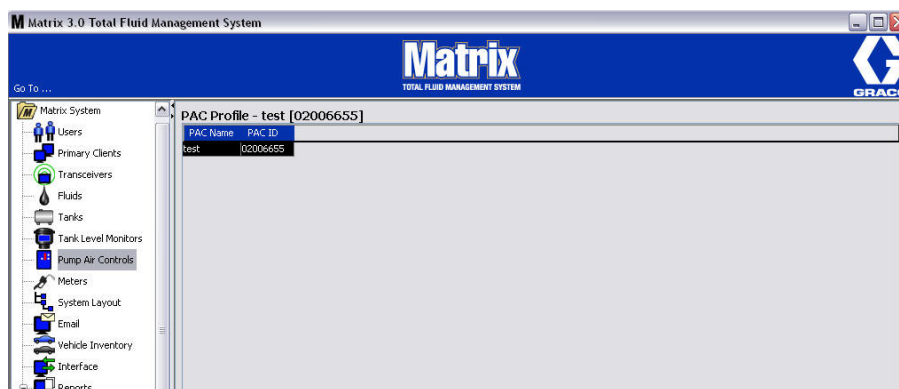 Matrix 3.0 Total Fluid Management System
Matrix
TOTAL FLUID MANAGEMENT SYSTEM
Go To ...
GRACO
Matrix System
Users
Primary Clients
Transceivers
Fluids
Tanks
Tank Level Monitors
Pump Air Controls
Meters
System Layout
Email
Vehicle Inventory
Interface
Reports
PAC Profile - test [02006655]
PAC Name PAC ID
test 02006655